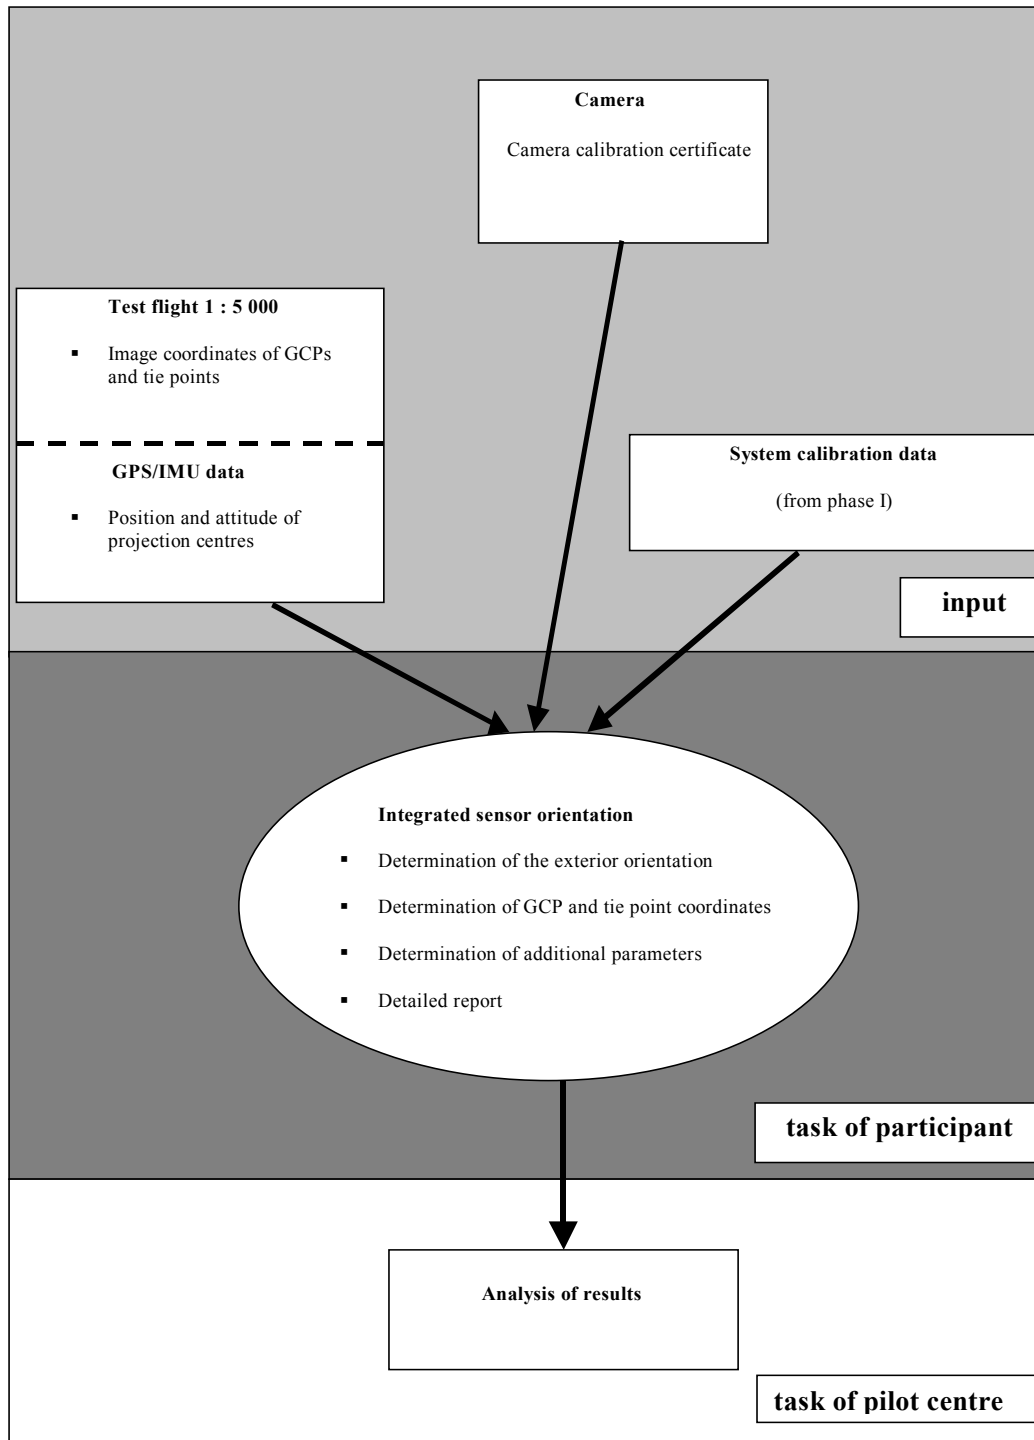 Camera
Camera calibration certificate
Test flight 1 : 5 000
▪ Image coordinates of GCPs
and tie points
GPS/IMU data
▪ Position and attitude of
projection centres
System calibration data
(from phase I)
input
Integrated sensor orientation
▪ Determination of the exterior orientation
▪ Determination of GCP and tie point coordinates
▪ Determination of additional parameters
▪ Detailed report
task of participant
Analysis of results
task of pilot centre